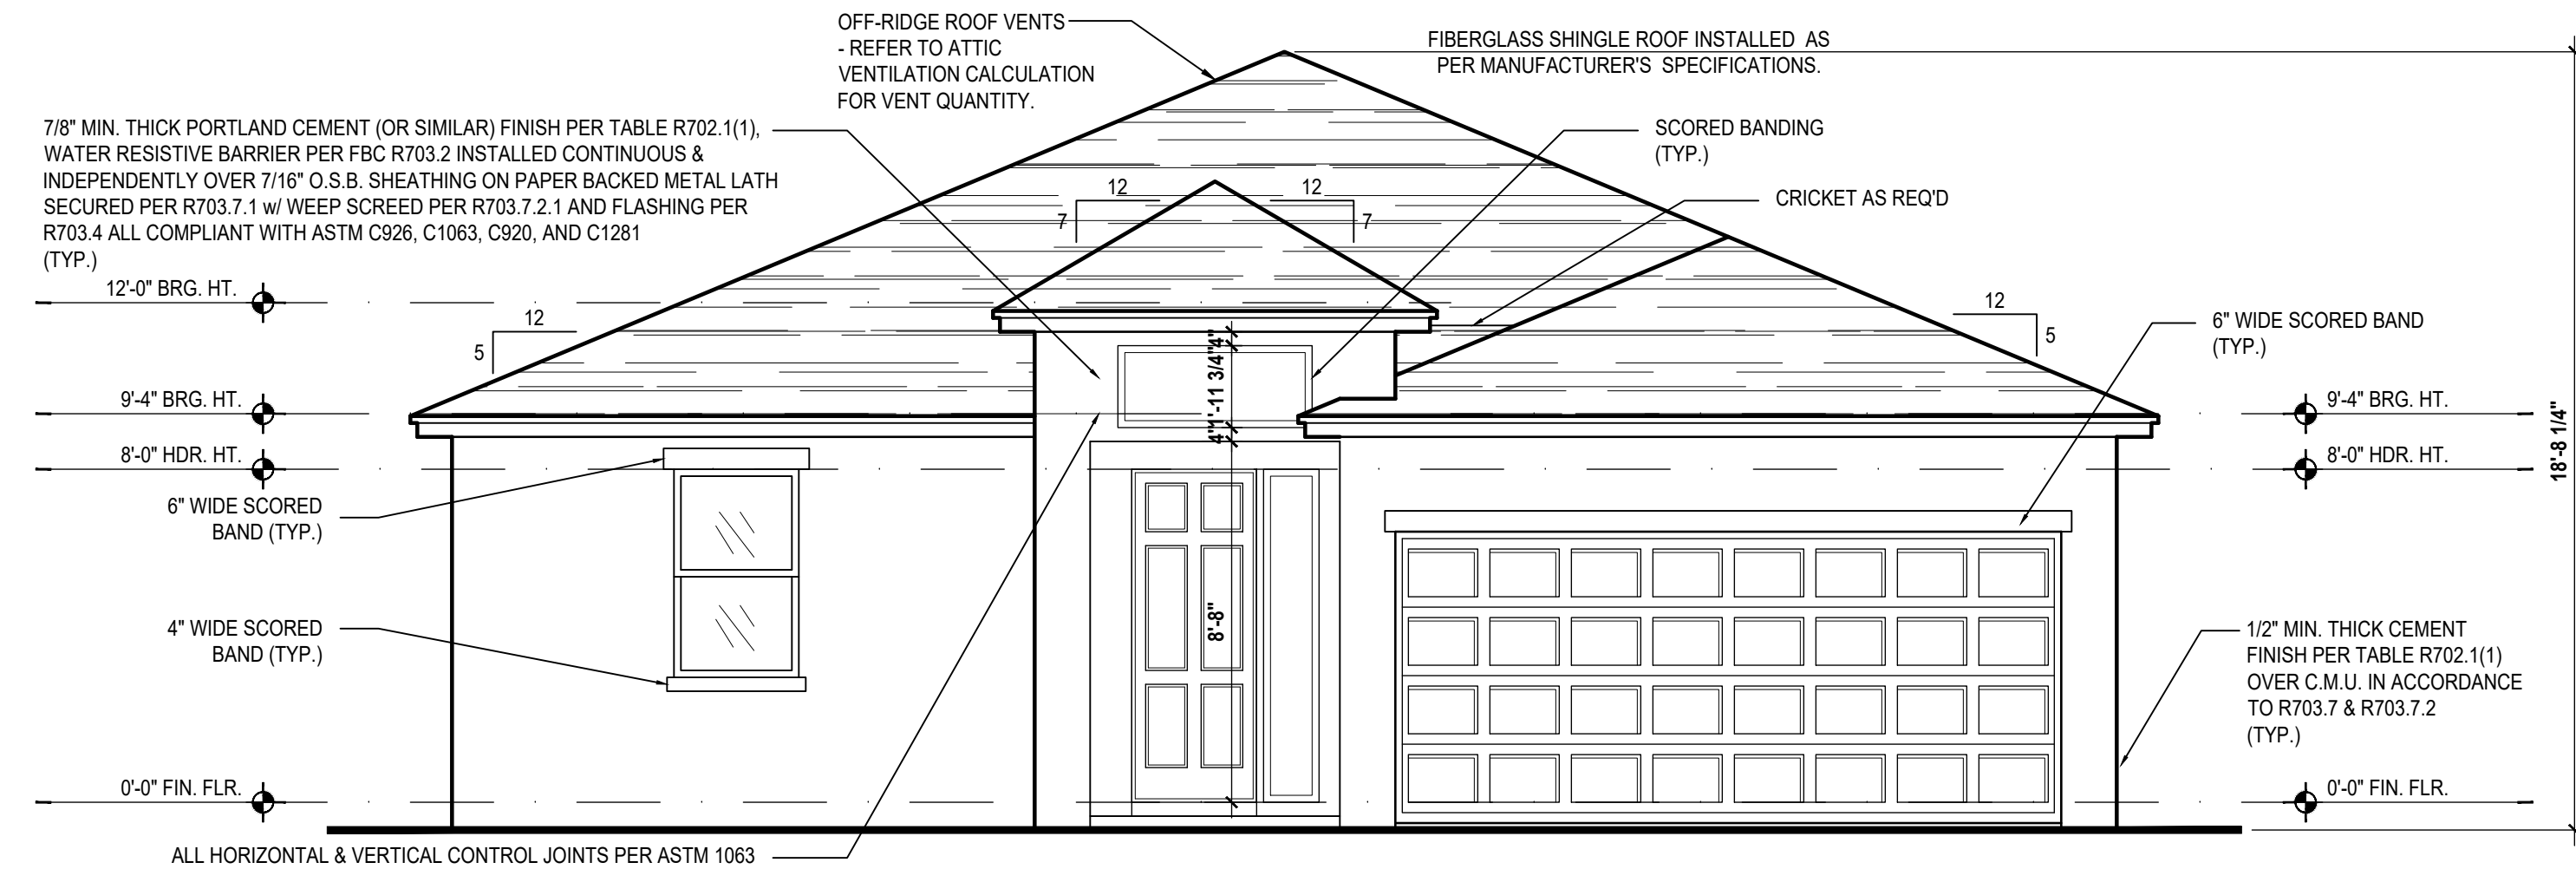 OFF-RIDGE ROOF VENTS
- REFER TO ATTIC
VENTILATION CALCULATION
FOR VENT QUANTITY.
FIBERGLASS SHINGLE ROOF INSTALLED AS
PER MANUFACTURER'S SPECIFICATIONS.
7/8" MIN. THICK PORTLAND CEMENT (OR SIMILAR) FINISH PER TABLE R702.1(1),
WATER RESISTIVE BARRIER PER FBC R703.2 INSTALLED CONTINUOUS &
INDEPENDENTLY OVER 7/16" O.S.B. SHEATHING ON PAPER BACKED METAL LATH
SECURED PER R703.7.1 w/ WEEP SCREED PER R703.7.2.1 AND FLASHING PER
R703.4 ALL COMPLIANT WITH ASTM C926, C1063, C920, AND C1281
(TYP.)
SCORED BANDING
(TYP.)
CRICKET AS REQ'D
12
7
12
7
12'-0" BRG. HT.
12
5
12
5
6" WIDE SCORED BAND
(TYP.)
9'-4" BRG. HT.
8'-0" HDR. HT.
4"
1'-11 3/4"
4"
8'-8"
9'-4" BRG. HT.
8'-0" HDR. HT.
18'-8 1/4"
6" WIDE SCORED
BAND (TYP.)
4" WIDE SCORED
BAND (TYP.)
1/2" MIN. THICK CEMENT
FINISH PER TABLE R702.1(1)
OVER C.M.U. IN ACCORDANCE
TO R703.7 & R703.7.2
(TYP.)
0'-0" FIN. FLR.
0'-0" FIN. FLR.
ALL HORIZONTAL & VERTICAL CONTROL JOINTS PER ASTM 1063